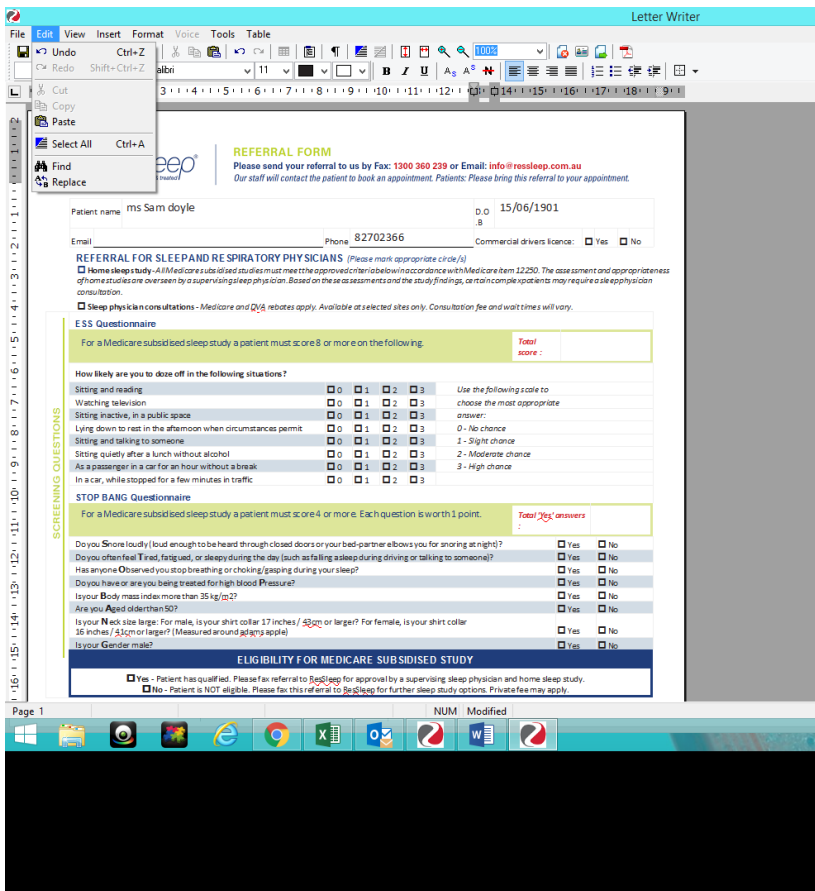 Letter Writer
File Edit View Insert Format Voice Tools Table
Undo Ctrl+Z
Redo Shift+Ctrl+Z
Cut
Copy
Paste
Select All Ctrl+A
Find
Replace
100%
alibri 11
3 4 5 6 7 8 9 10 11 12 13 14 15 16 17 18 9
eep
REFERRAL FORM
Please send your referral to us by Fax: 1300 360 239 or Email: info@ressleep.com.au
Our staff will contact the patient to book an appointment. Patients: Please bring this referral to your appointment.
Patient name ms Sam doyle D.O.B 15/06/1901
Email Phone 82702366 Commercial drivers licence: Yes No
REFERRAL FOR SLEEP AND RESPIRATORY PHYSICIANS (Please mark appropriate circle/s)
Home sleep study - All Medicare subsidised studies must meet the approved criteria below in accordance with Medicare Item 12250. The assessment and appropriateness
of home studies are overseen by a supervising sleep physician. Based on these assessments and the study findings, certain complex patients may require a sleep physician
consultation.
Sleep physician consultations - Medicare and DVA rebates apply. Available at selected sites only. Consultation fee and wait times will vary.
SCREENING QUESTIONS
ESS Questionnaire
For a Medicare subsidised sleep study a patient must score 8 or more on the following. Total score :
How likely are you to doze off in the following situations?
Sitting and reading 0 1 2 3 Use the following scale to
Watching television 0 1 2 3 choose the most appropriate
Sitting inactive, in a public space 0 1 2 3 answer:
Lying down to rest in the afternoon when circumstances permit 0 1 2 3 0 - No chance
Sitting and talking to someone 0 1 2 3 1 - Slight chance
Sitting quietly after a lunch without alcohol 0 1 2 3 2 - Moderate chance
As a passenger in a car for an hour without a break 0 1 2 3 3 - High chance
In a car, while stopped for a few minutes in traffic 0 1 2 3
STOP BANG Questionnaire
For a Medicare subsidised sleep study a patient must score 4 or more. Each question is worth 1 point. Total 'Yes' answers :
Do you Snore loudly (loud enough to be heard through closed doors or your bed-partner elbows you for snoring at night)? Yes No
Do you often feel Tired, fatigued, or sleepy during the day (such as falling asleep during driving or talking to someone)? Yes No
Has anyone Observed you stop breathing or choking/gasping during your sleep? Yes No
Do you have or are you being treated for high blood Pressure? Yes No
Is your Body mass index more than 35 kg/m2? Yes No
Are you Aged older than 50? Yes No
Is your Neck size large: For male, is your shirt collar 17 inches / 43cm or larger? For female, is your shirt collar
16 inches / 41cm or larger? (Measured around adams apple) Yes No
Is your Gender male? Yes No
ELIGIBILITY FOR MEDICARE SUBSIDISED STUDY
Yes - Patient has qualified. Please fax referral to ResSleep for approval by a supervising sleep physician and home sleep study.
No - Patient is NOT eligible. Please fax this referral to ResSleep for further sleep study options. Private fee may apply.
Page 1 NUM Modified